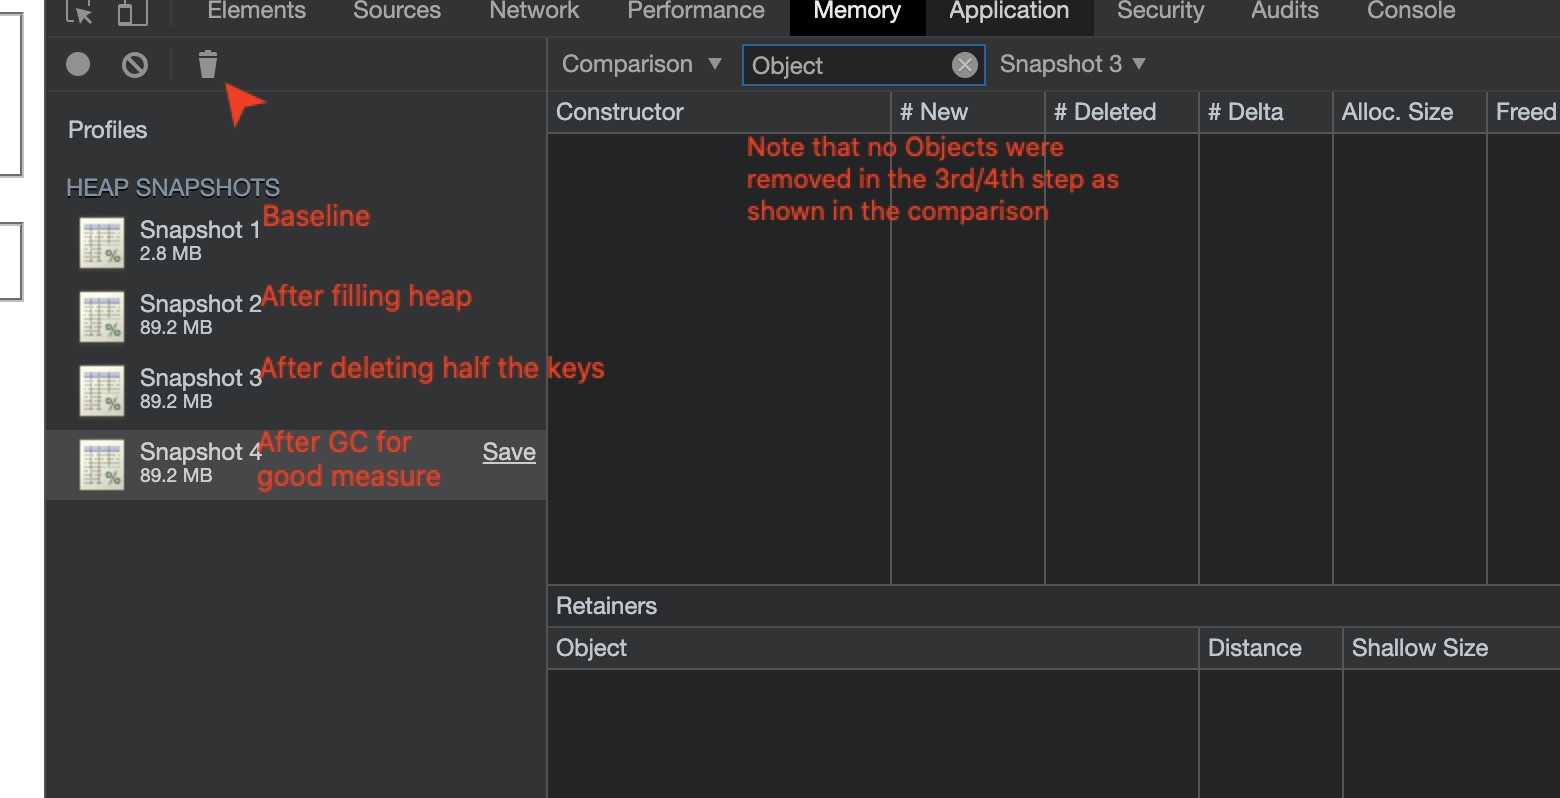 Elements Sources Network Performance Memory Application Security Audits Console
Comparison ▼ Object Snapshot 3 ▼
Constructor # New # Deleted # Delta Alloc. Size Freed
Profiles
Note that no Objects were
removed in the 3rd/4th step as
shown in the comparison
HEAP SNAPSHOTS
Snapshot 1 Baseline
2.8 MB
Snapshot 2 After filling heap
89.2 MB
Snapshot 3 After deleting half the keys
89.2 MB
Snapshot 4 After GC for Save
89.2 MB good measure
Retainers
Object Distance Shallow Size